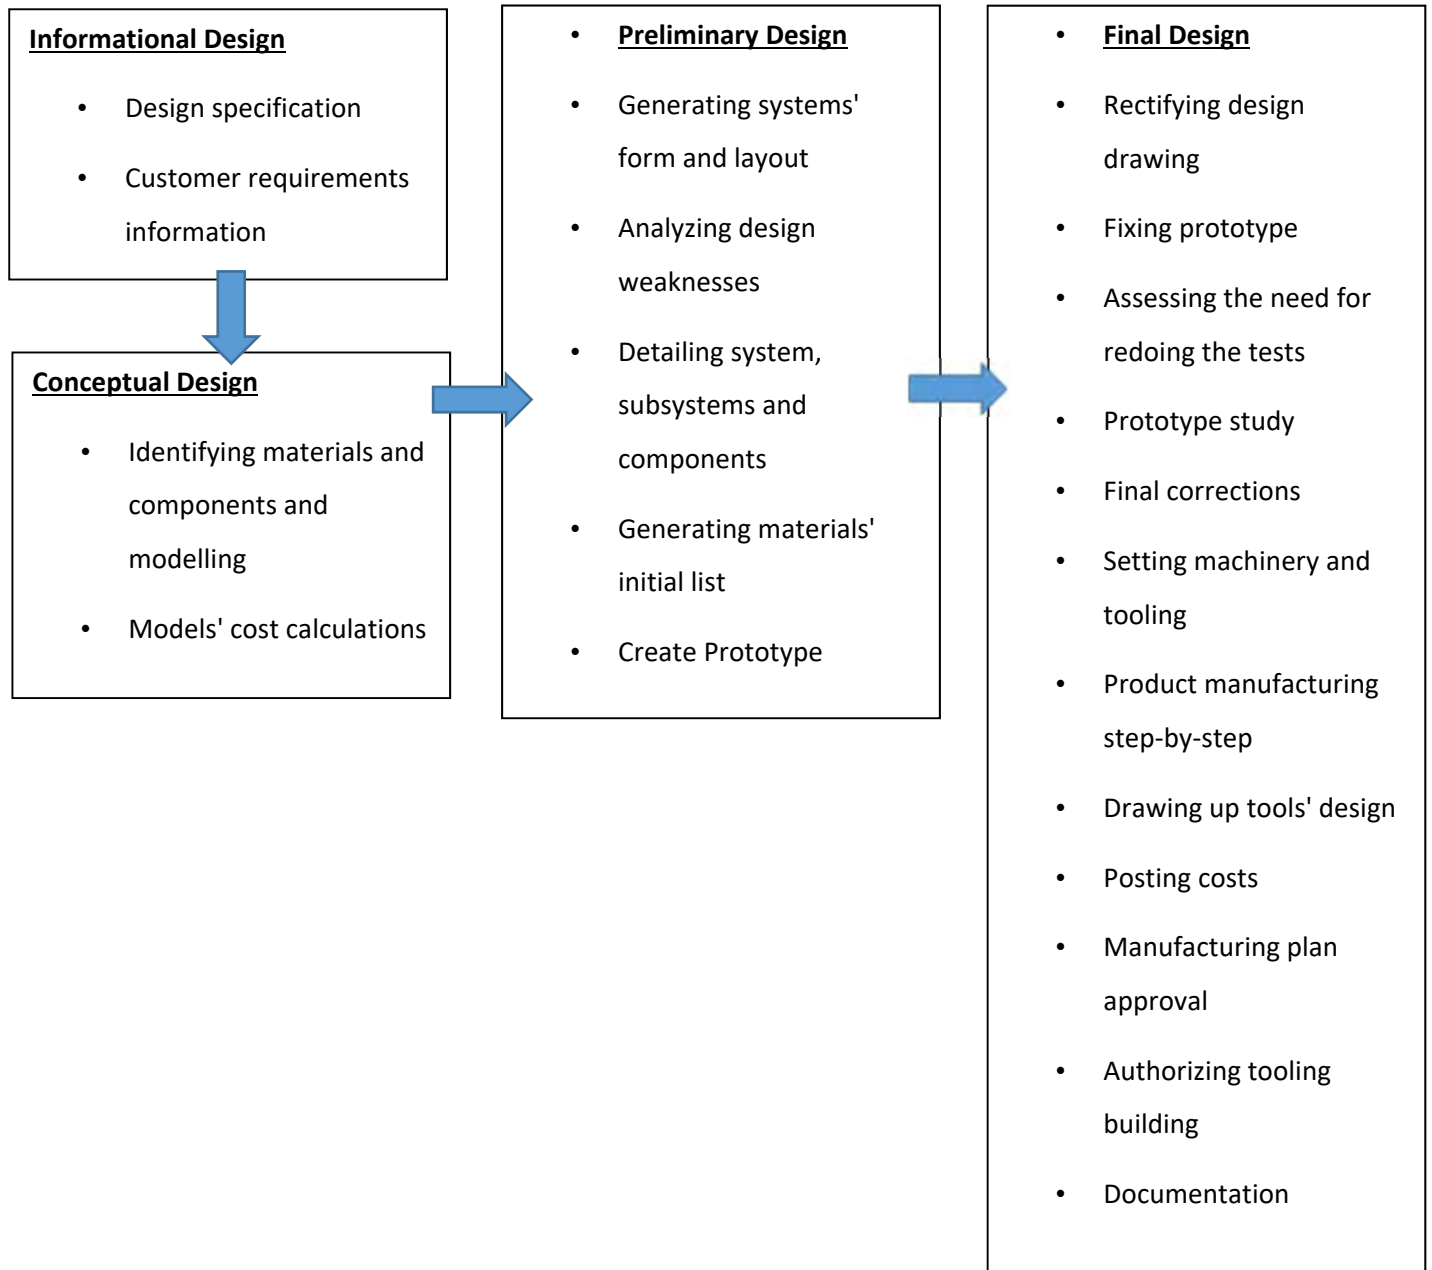 Informational Design
• Design specification
• Customer requirements
information
Conceptual Design
• Identifying materials and
components and
modelling
• Models' cost calculations
• Preliminary Design
• Generating systems'
form and layout
• Analyzing design
weaknesses
• Detailing system,
subsystems and
components
• Generating materials'
initial list
• Create Prototype
• Final Design
• Rectifying design
drawing
• Fixing prototype
• Assessing the need for
redoing the tests
• Prototype study
• Final corrections
• Setting machinery and
tooling
• Product manufacturing
step-by-step
• Drawing up tools' design
• Posting costs
• Manufacturing plan
approval
• Authorizing tooling
building
• Documentation